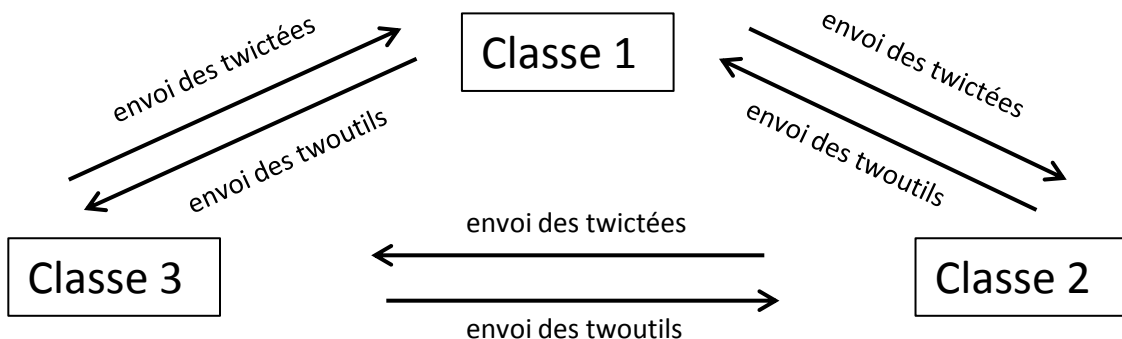 Classe 1
envoi des twictées
envoi des twoutils
envoi des twictées
envoi des twoutils
envoi des twictées
Classe 3
Classe 2
envoi des twoutils